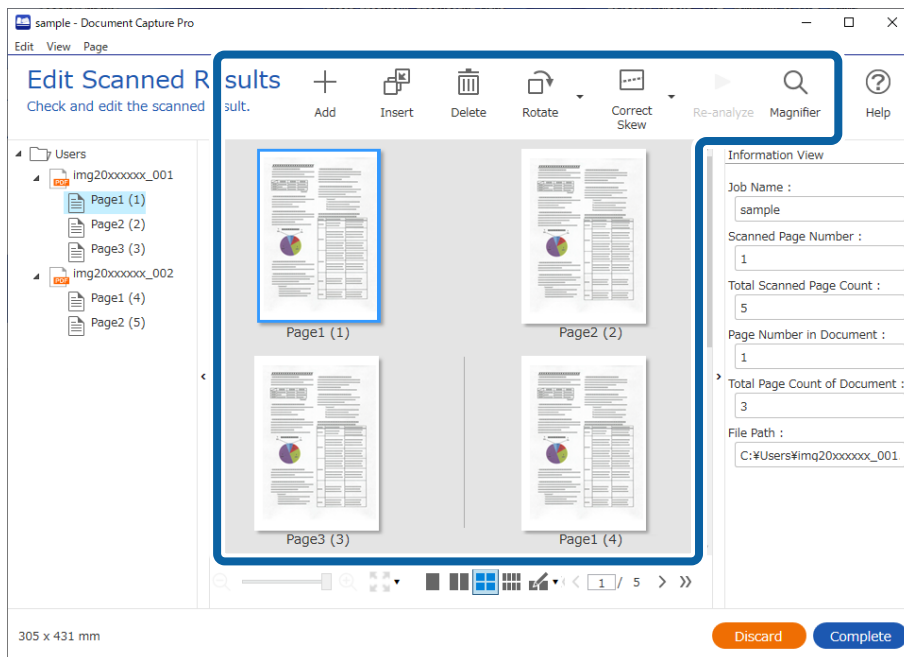 sample - Document Capture Pro
Edit View Page
Edit Scanned Results
Check and edit the scanned result.
Add
Insert
Delete
Rotate
Correct
Skew
Re-analyze
Magnifier
Help
Users
PDF
img20xxxxxx_001
Page1 (1)
Page2 (2)
Page3 (3)
PDF
img20xxxxxx_002
Page1 (4)
Page2 (5)
Page1 (1)
Page2 (2)
Page3 (3)
Page1 (4)
Information View
Job Name :
sample
Scanned Page Number :
1
Total Scanned Page Count :
5
Page Number in Document :
1
Total Page Count of Document :
3
File Path :
C:¥Users¥img20xxxxxx_001
1 / 5
305 x 431 mm
Discard
Complete